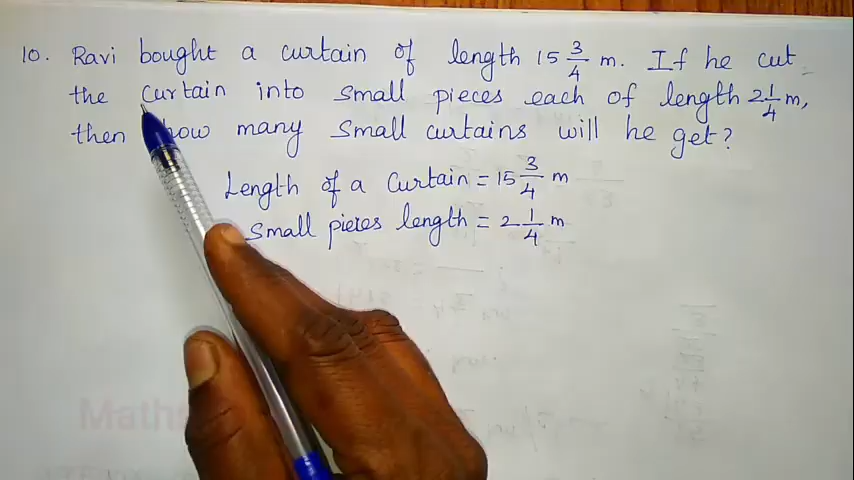 10. Ravi bought a curtain of length 15 3/4 m. If he cut
the curtain into small pieces each of length 2 1/4 m,
then how many small curtains will he get?
Length of a Curtain = 15 3/4 m
Small pieces length = 2 1/4 m
Maths